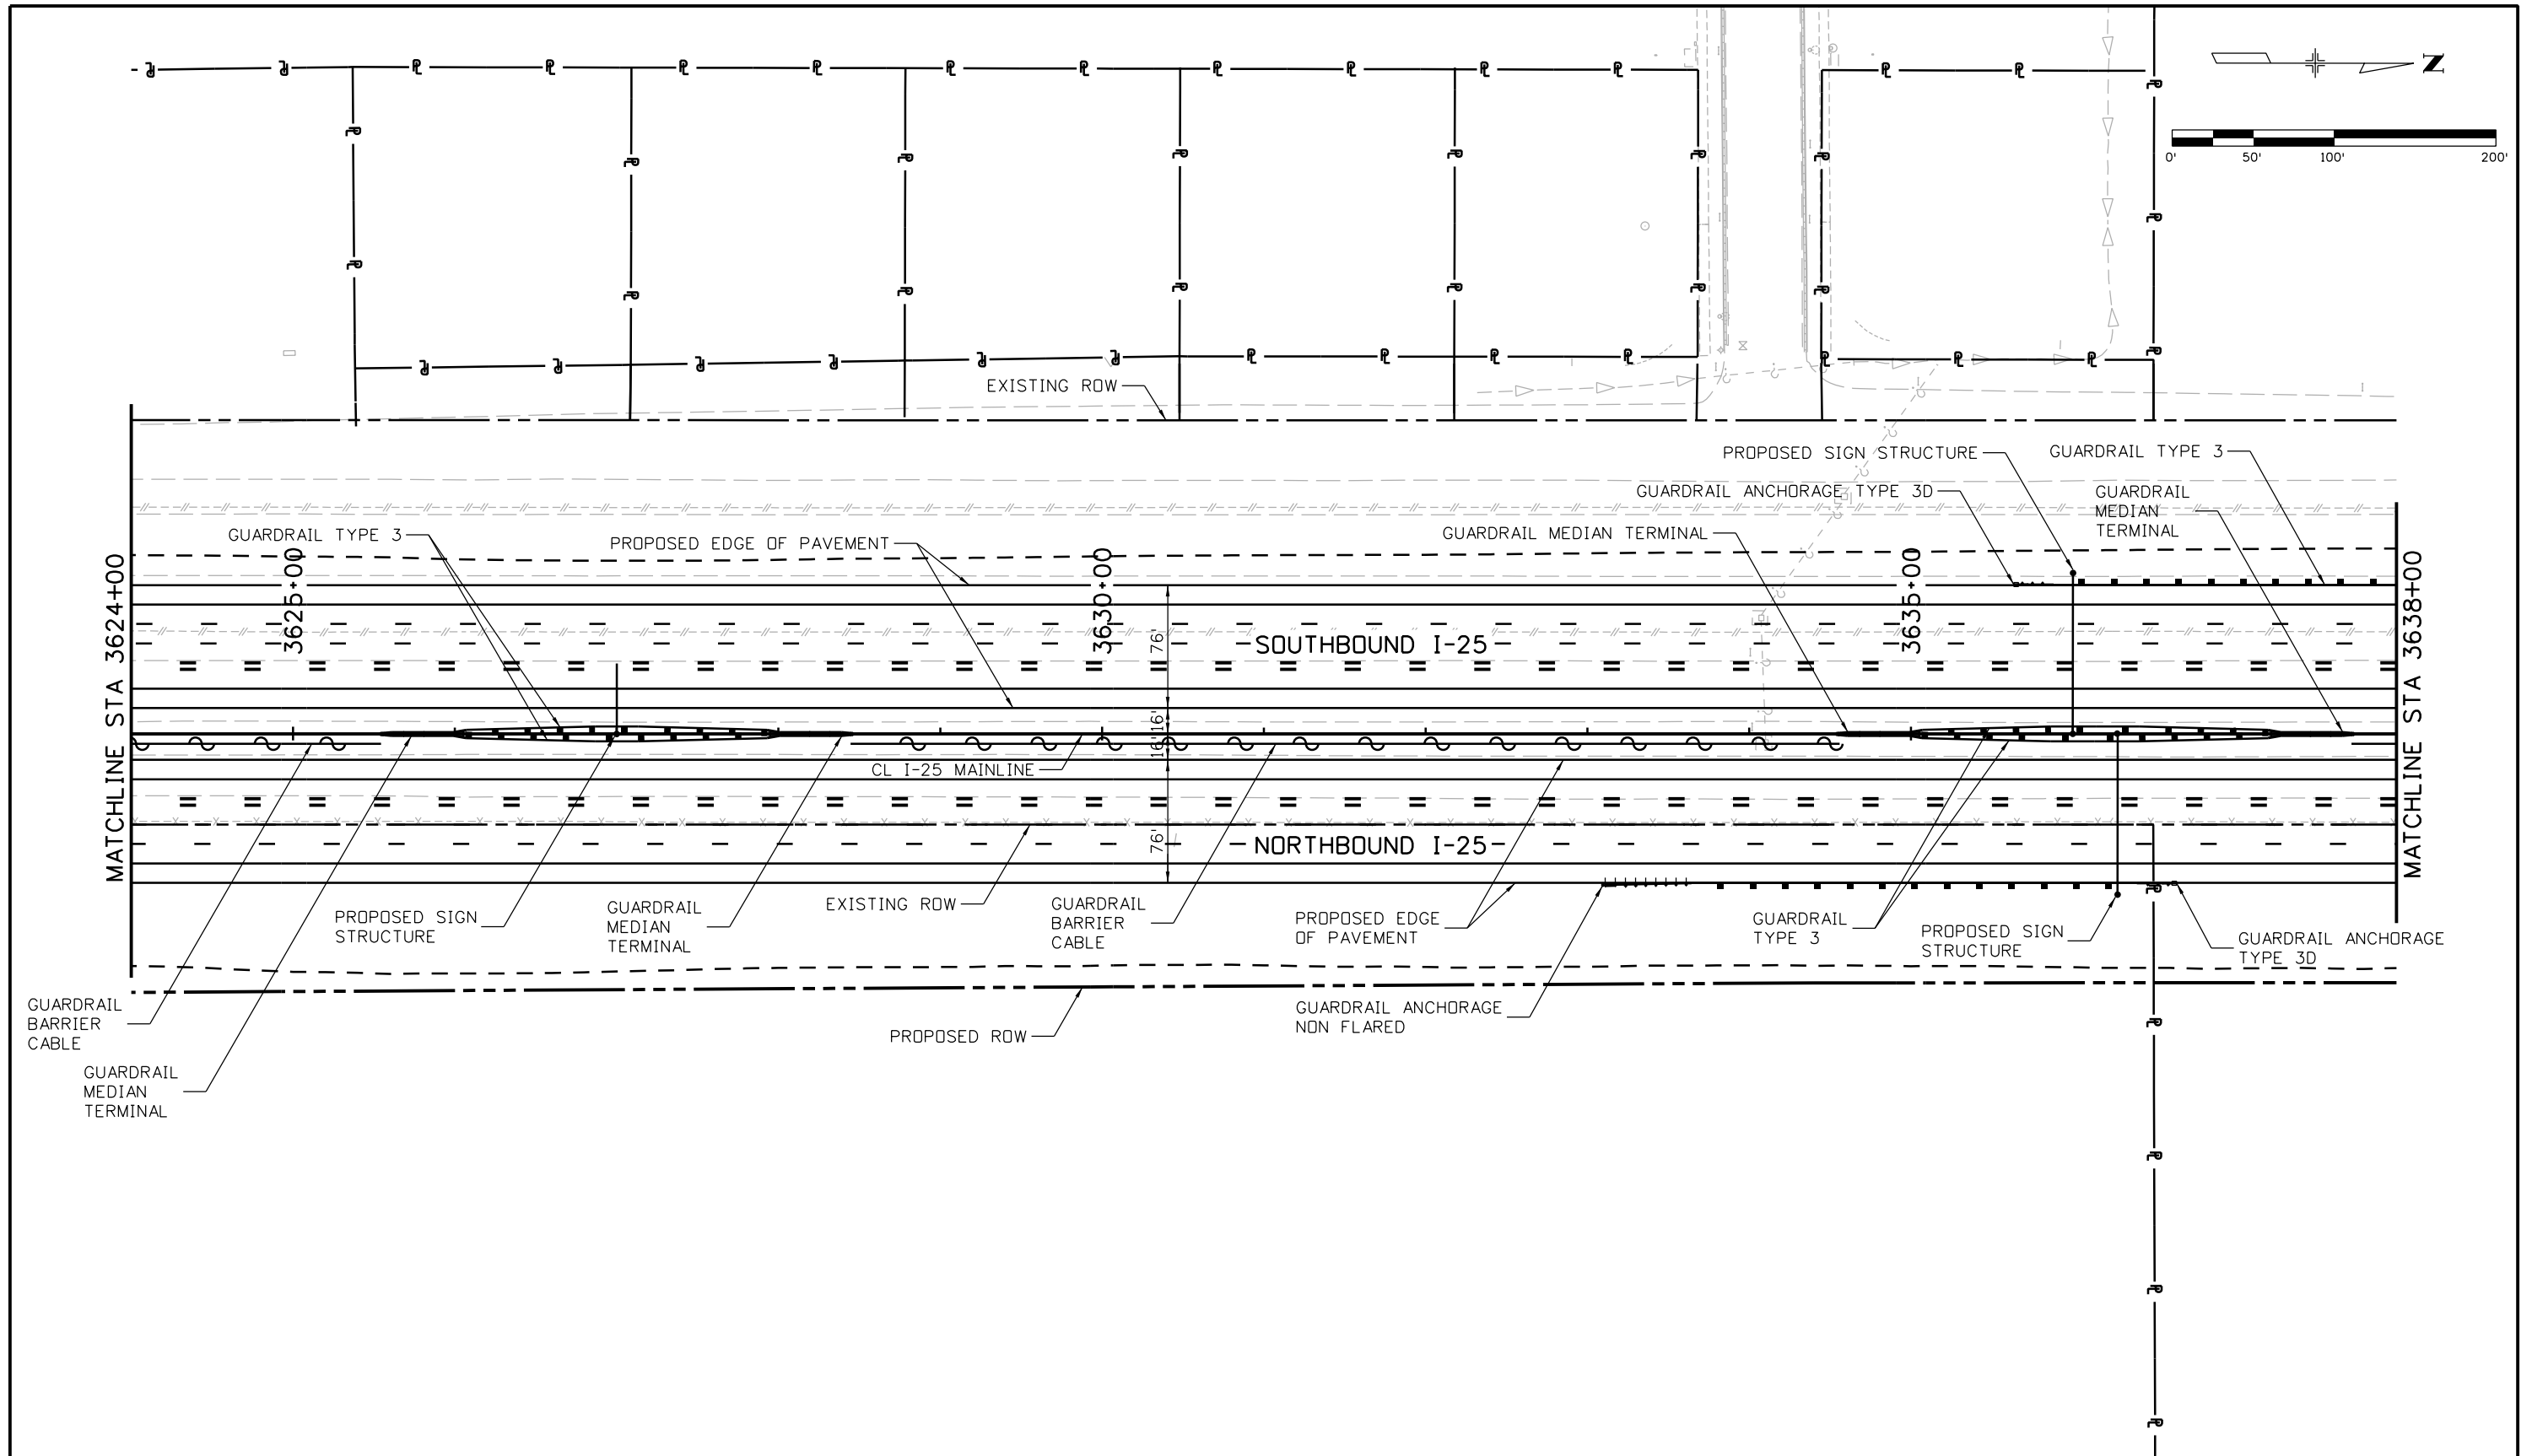 N
0' 50' 100' 200'
EXISTING ROW
PROPOSED SIGN STRUCTURE
GUARDRAIL TYPE 3
GUARDRAIL ANCHORAGE TYPE 3D
GUARDRAIL
MEDIAN
TERMINAL
GUARDRAIL TYPE 3
PROPOSED EDGE OF PAVEMENT
GUARDRAIL MEDIAN TERMINAL
MATCHLINE STA 3624+00
3625+00
3630+00
3635+00
MATCHLINE STA 3638+00
76'
SOUTHBOUND I-25
16'
16'
CL I-25 MAINLINE
76'
NORTHBOUND I-25
PROPOSED SIGN
STRUCTURE
GUARDRAIL
MEDIAN
TERMINAL
EXISTING ROW
GUARDRAIL
BARRIER
CABLE
PROPOSED EDGE
OF PAVEMENT
GUARDRAIL
TYPE 3
PROPOSED SIGN
STRUCTURE
GUARDRAIL ANCHORAGE
TYPE 3D
GUARDRAIL
BARRIER
CABLE
GUARDRAIL ANCHORAGE
NON FLARED
PROPOSED ROW
GUARDRAIL
MEDIAN
TERMINAL